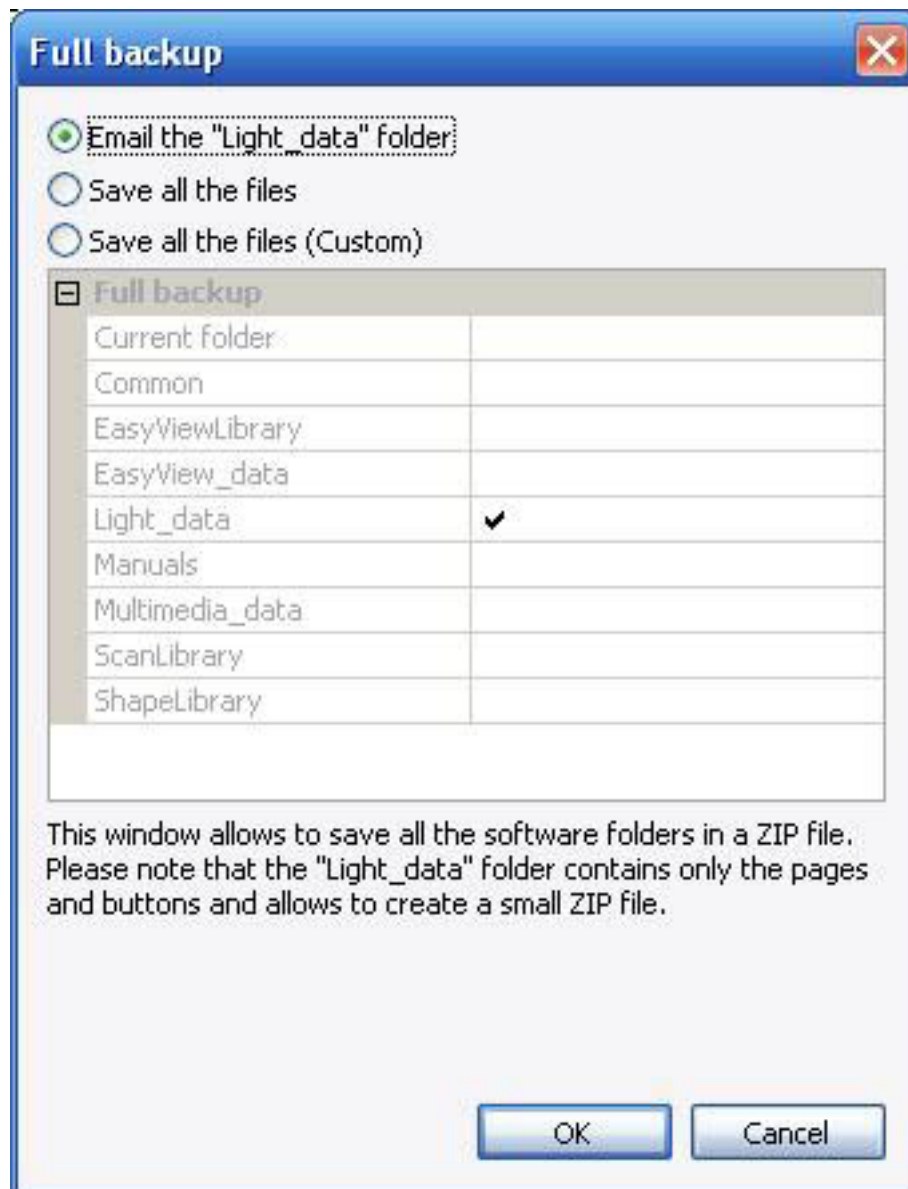 Full backup
Email the "Light_data" folder
Save all the files
Save all the files (Custom)
Full backup
Current folder
Common
EasyViewLibrary
EasyView_data
Light_data
Manuals
Multimedia_data
ScanLibrary
ShapeLibrary
This window allows to save all the software folders in a ZIP file.
Please note that the "Light_data" folder contains only the pages
and buttons and allows to create a small ZIP file.
OK Cancel